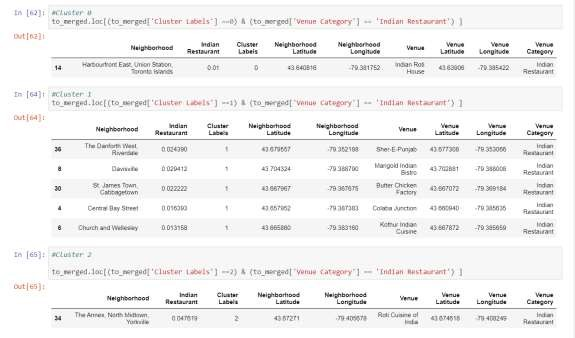 In [62]: #Cluster 0
to_merged.loc[(to_merged['Cluster Labels'] ==0) & (to_merged['Venue Category'] == 'Indian Restaurant') ]
Out[62]:
Neighborhood Indian Restaurant Cluster Labels Neighborhood Latitude Neighborhood Longitude Venue Venue Latitude Venue Longitude Venue Category
14 Harbourfront East, Union Station, Toronto Islands 0.01 0 43.640816 -79.381752 Indian Roti House 43.63906 -79.385422 Indian Restaurant
In [64]: #Cluster 1
to_merged.loc[(to_merged['Cluster Labels'] ==1) & (to_merged['Venue Category'] == 'Indian Restaurant') ]
Out[64]:
Neighborhood Indian Restaurant Cluster Labels Neighborhood Latitude Neighborhood Longitude Venue Venue Latitude Venue Longitude Venue Category
36 The Danforth West, Riverdale 0.024390 1 43.679557 -79.352188 Sher-E-Punjab 43.677308 -79.353066 Indian Restaurant
8 Davisville 0.029412 1 43.704324 -79.388790 Marigold Indian Bistro 43.702881 -79.388008 Indian Restaurant
30 St. James Town, Cabbagetown 0.022222 1 43.667967 -79.367675 Butter Chicken Factory 43.667072 -79.369184 Indian Restaurant
4 Central Bay Street 0.016393 1 43.657952 -79.387383 Colaba Junction 43.660940 -79.385635 Indian Restaurant
6 Church and Wellesley 0.013158 1 43.665860 -79.383160 Kothur Indian Cuisine 43.667872 -79.385659 Indian Restaurant
In [65]: #Cluster 2
to_merged.loc[(to_merged['Cluster Labels'] ==2) & (to_merged['Venue Category'] == 'Indian Restaurant') ]
Out[65]:
Neighborhood Indian Restaurant Cluster Labels Neighborhood Latitude Neighborhood Longitude Venue Venue Latitude Venue Longitude Venue Category
34 The Annex, North Midtown, Yorkville 0.047619 2 43.67271 -79.405678 Roti Cuisine of India 43.674618 -79.408249 Indian Restaurant